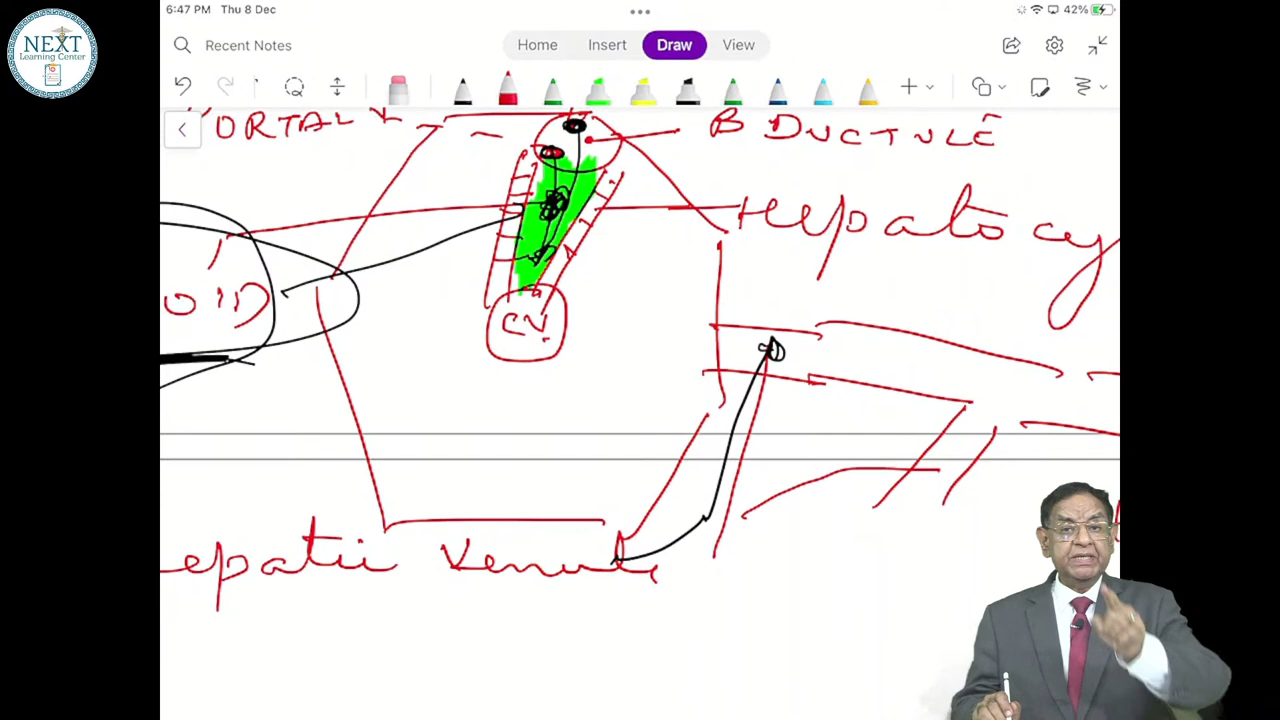 6:47 PM Thu 8 Dec
42%
NEXT
Learning Center
Recent Notes
Home Insert Draw View
ORTAL V
B DUCTULE
Hepatocy
OID
CV
epatic Venule